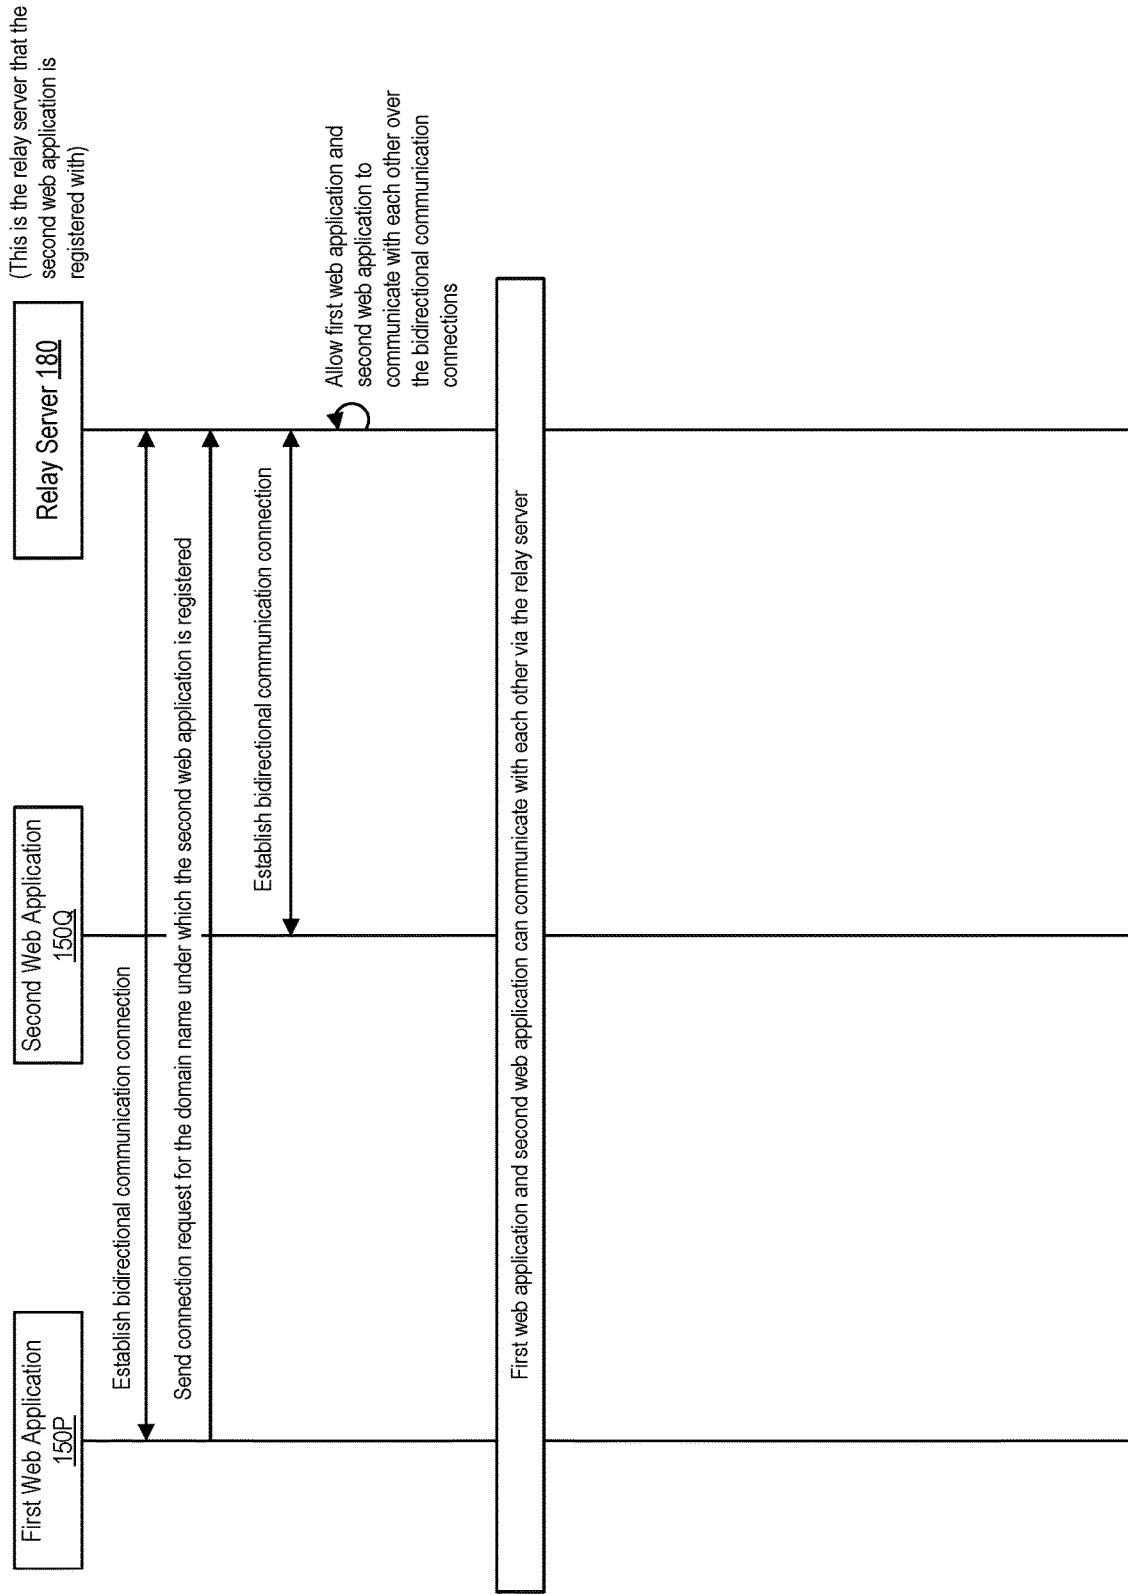 First Web Application
150P
Second Web Application
150Q
Relay Server 180
(This is the relay server that the
second web application is
registered with)
Establish bidirectional communication connection
Send connection request for the domain name under which the second web application is registered
Establish bidirectional communication connection
Allow first web application and
second web application to
communicate with each other over
the bidirectional communication
connections
First web application and second web application can communicate with each other via the relay server